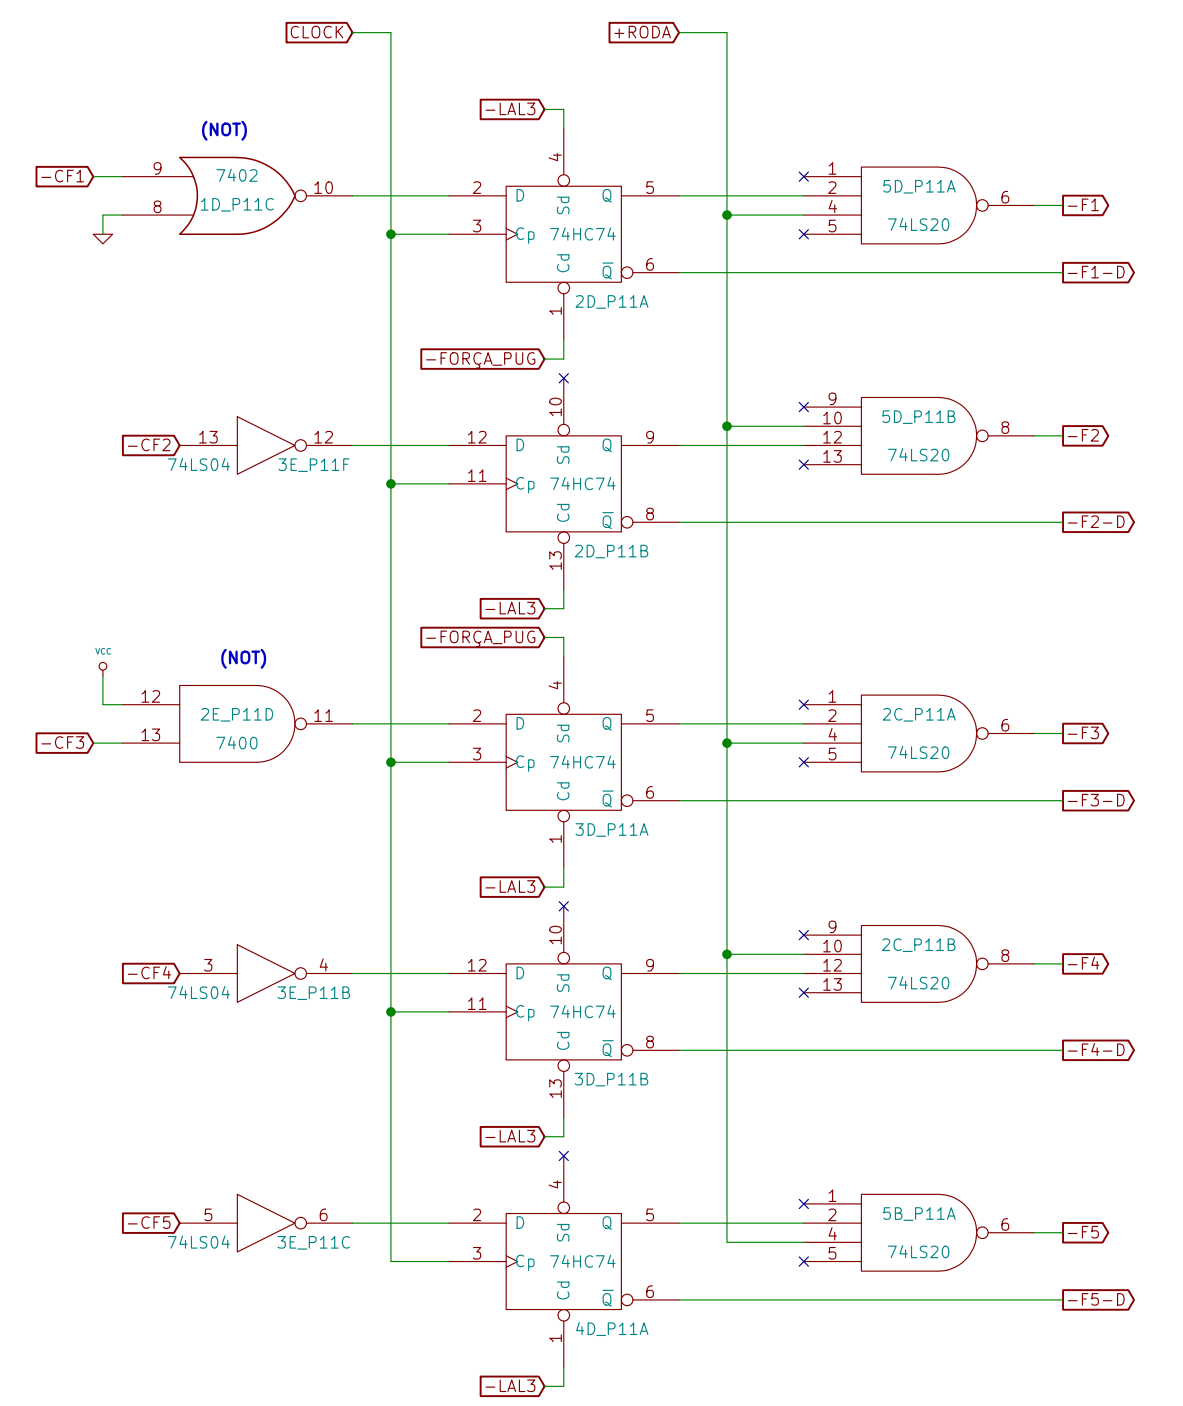 CLOCK
+RODA
-LAL3
(NOT)
-CF1
9
8
7402
1D_P11C
10
4
2
3
D
Cp
Sd
Cd
74HC74
Q
Q
5
6
1
2D_P11A
1
2
4
5
5D_P11A
74LS20
6
-F1
-F1-D
-FORÇA_PUG
10
-CF2
13
12
74LS04
3E_P11F
12
11
D
Cp
Sd
Cd
74HC74
Q
Q
9
8
13
2D_P11B
9
10
12
13
5D_P11B
74LS20
8
-F2
-F2-D
-LAL3
-FORÇA_PUG
VCC
(NOT)
12
13
-CF3
2E_P11D
7400
11
4
2
3
D
Cp
Sd
Cd
74HC74
Q
Q
5
6
1
3D_P11A
1
2
4
5
2C_P11A
74LS20
6
-F3
-F3-D
-LAL3
10
-CF4
3
4
74LS04
3E_P11B
12
11
D
Cp
Sd
Cd
74HC74
Q
Q
9
8
13
3D_P11B
9
10
12
13
2C_P11B
74LS20
8
-F4
-F4-D
-LAL3
4
-CF5
5
6
74LS04
3E_P11C
2
3
D
Cp
Sd
Cd
74HC74
Q
Q
5
6
1
4D_P11A
1
2
4
5
5B_P11A
74LS20
6
-F5
-F5-D
-LAL3